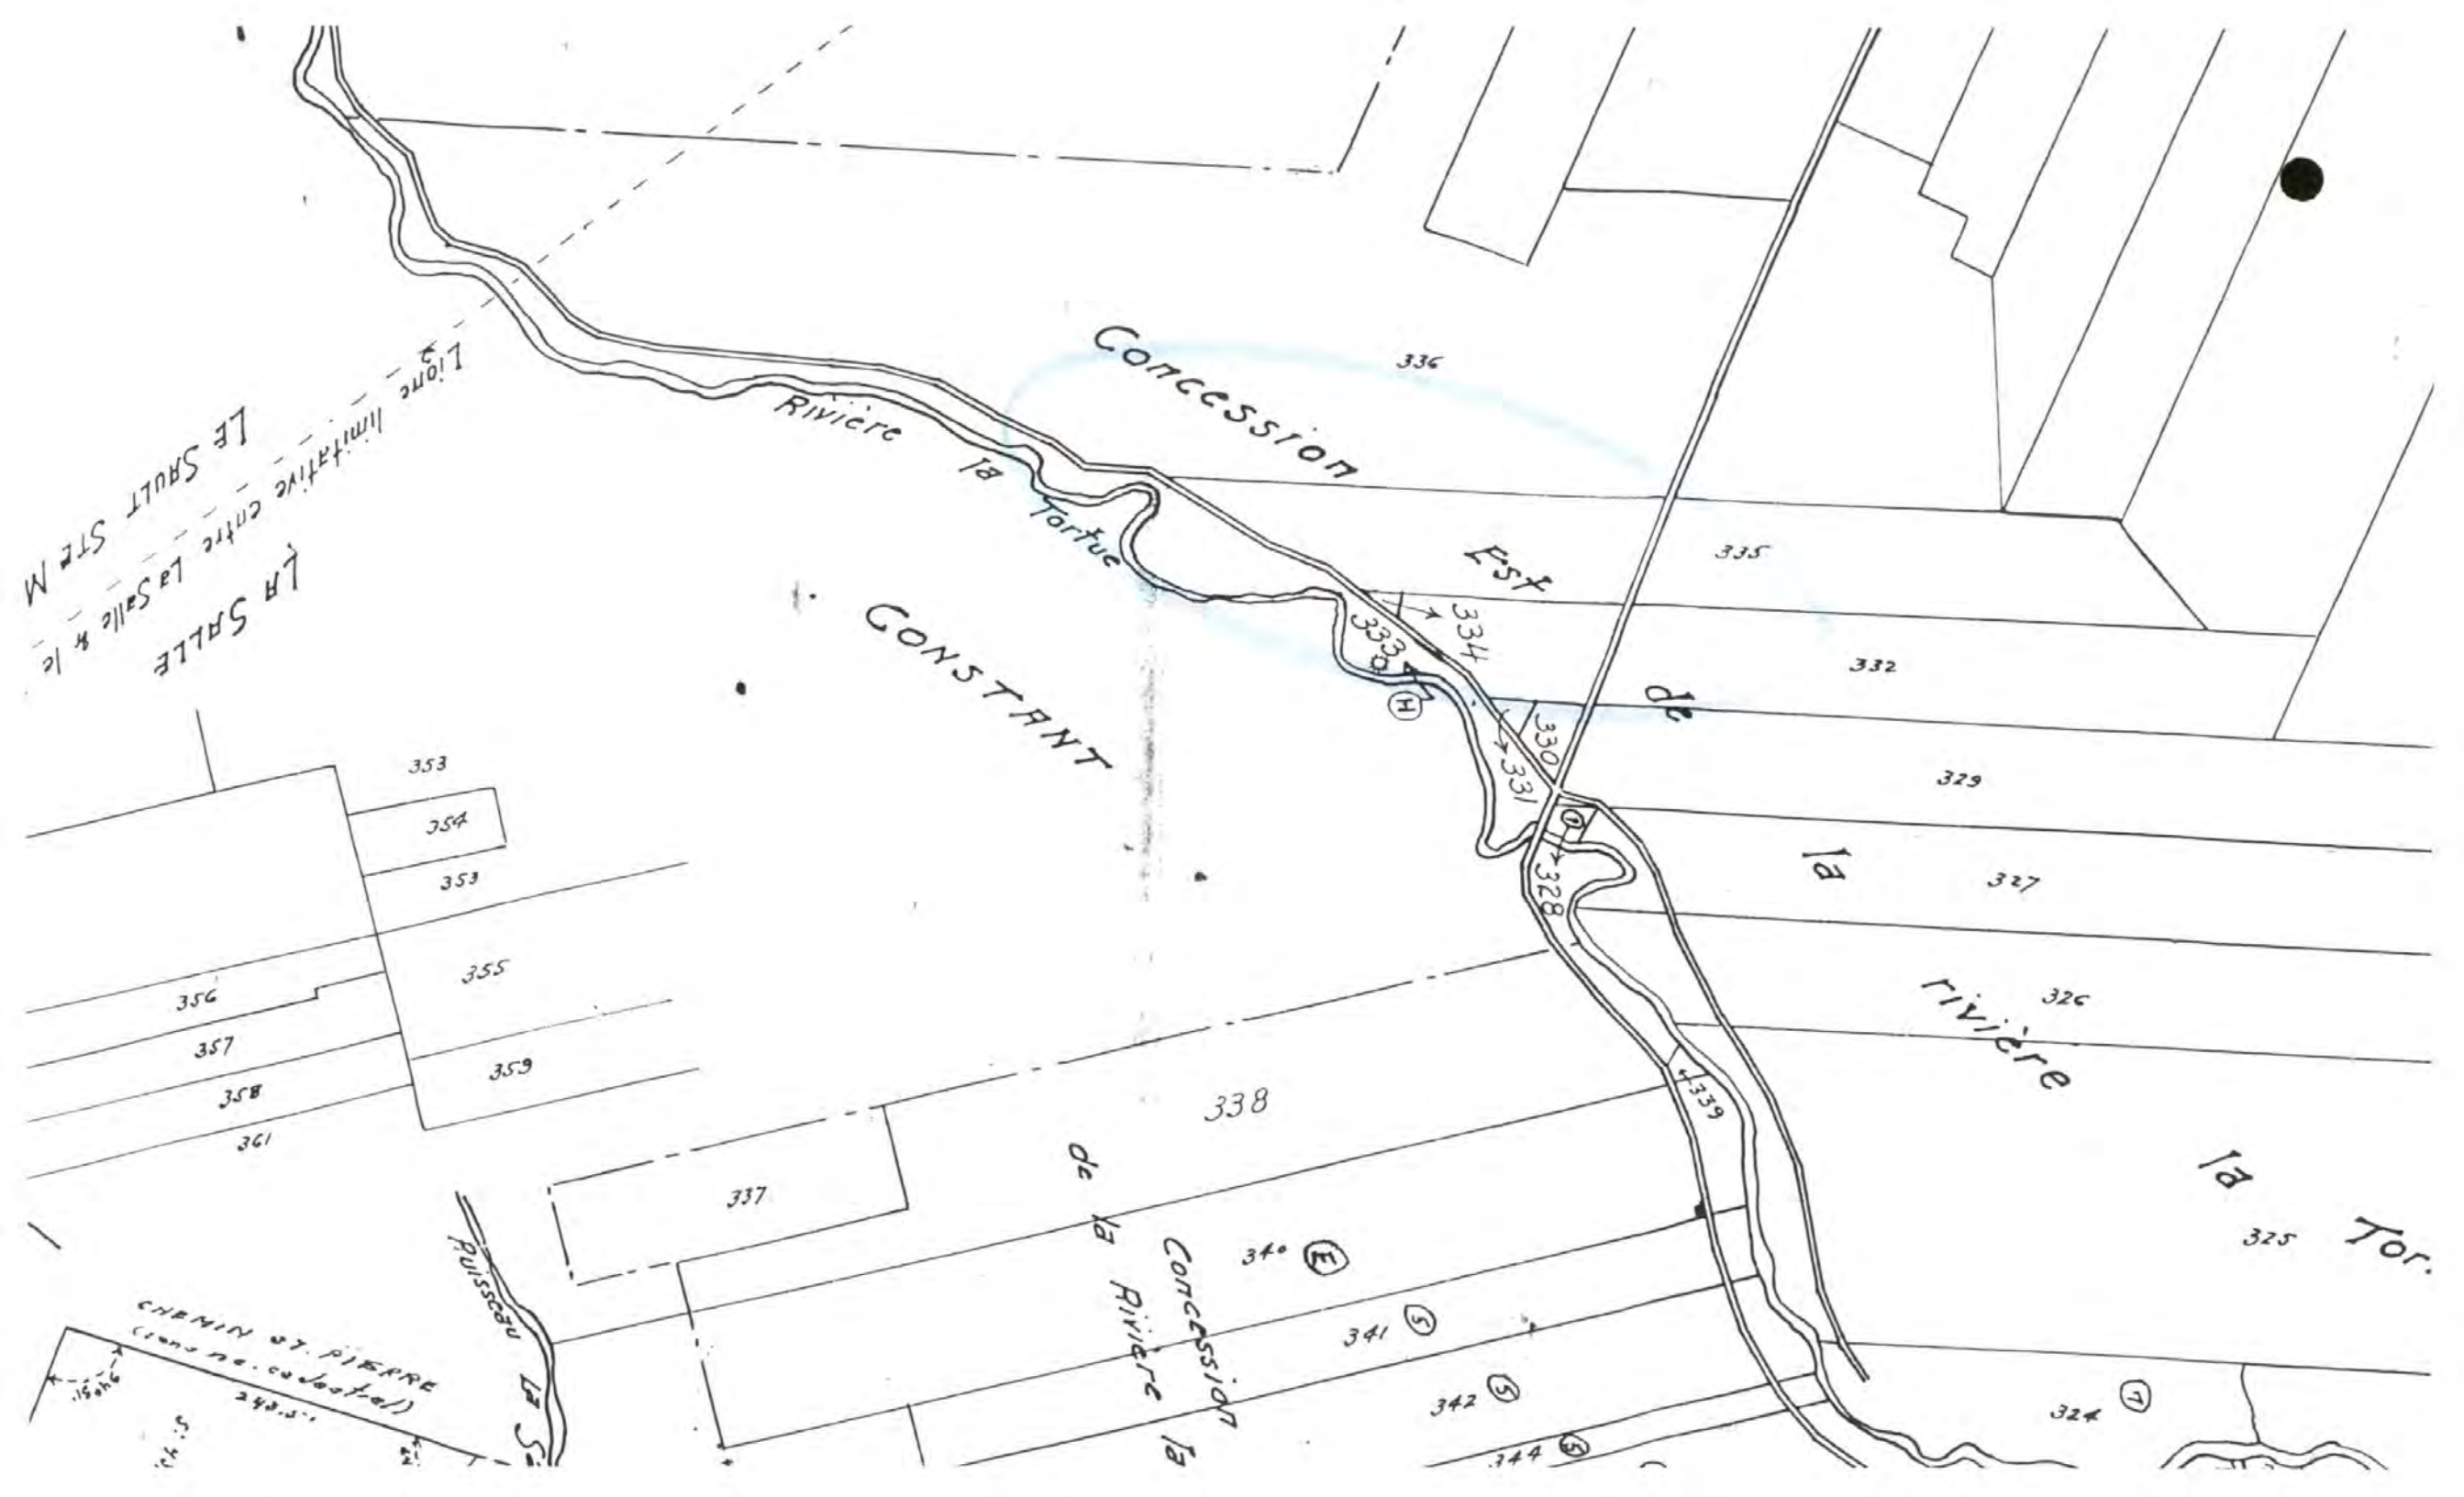 Concession
336
Rivière
la
Tortue
Est
335
334
333
H
332
de
330
331
329
328
la
327
rivière
326
339
la
325
Tor.
324
7
CONSTANT
Ligne limitative entre La Salle & le
LE SAULT STE M
LA SALLE
353
354
353
355
356
357
358
359
361
337
338
de la Rivière la
Concession
340 E
341 5
342 5
344 5
Ruisseau
CHEMIN ST. PIERRE